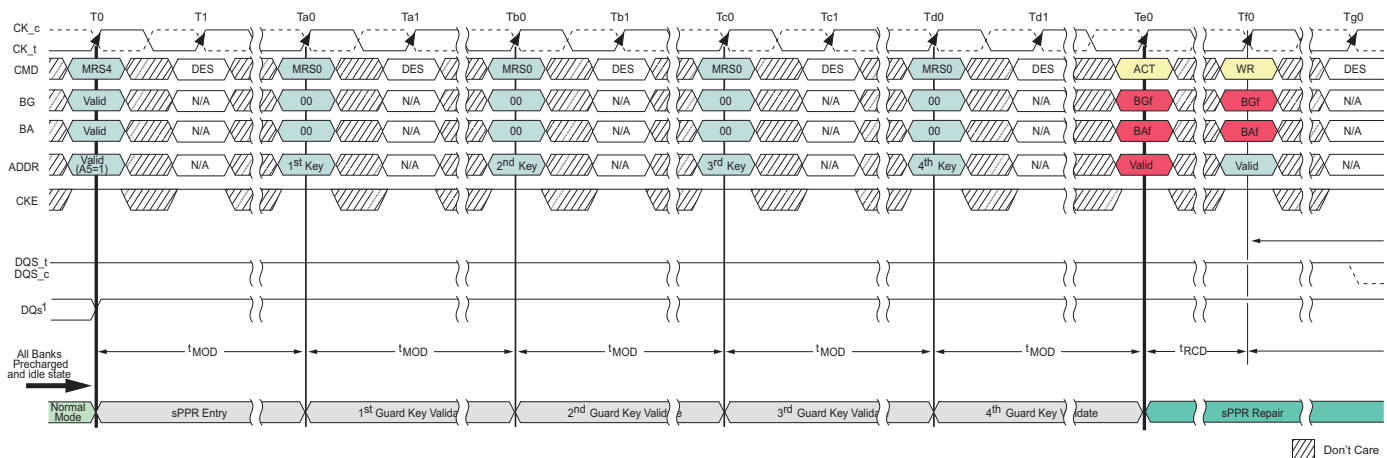 T0 T1 Ta0 Ta1 Tb0 Tb1 Tc0 Tc1 Td0 Td1 Te0 Tf0 Tg0
CK_c
CK_t
CMD MRS4 DES MRS0 DES MRS0 DES MRS0 DES MRS0 DES ACT WR DES
BG Valid N/A 00 N/A 00 N/A 00 N/A 00 N/A BGf BGf N/A
BA Valid N/A 00 N/A 00 N/A 00 N/A 00 N/A BAf BAf N/A
ADDR Valid (A5=1) N/A 1st Key N/A 2nd Key N/A 3rd Key N/A 4th Key N/A Valid Valid N/A
CKE
DQS_t
DQS_c
DQs1
tMOD tMOD tMOD tMOD tMOD tRCD
All Banks
Precharged
and idle state
Normal Mode sPPR Entry 1st Guard Key Valida 2nd Guard Key Valid e 3rd Guard Key Valida 4th Guard Key V idate sPPR Repair
Don't Care